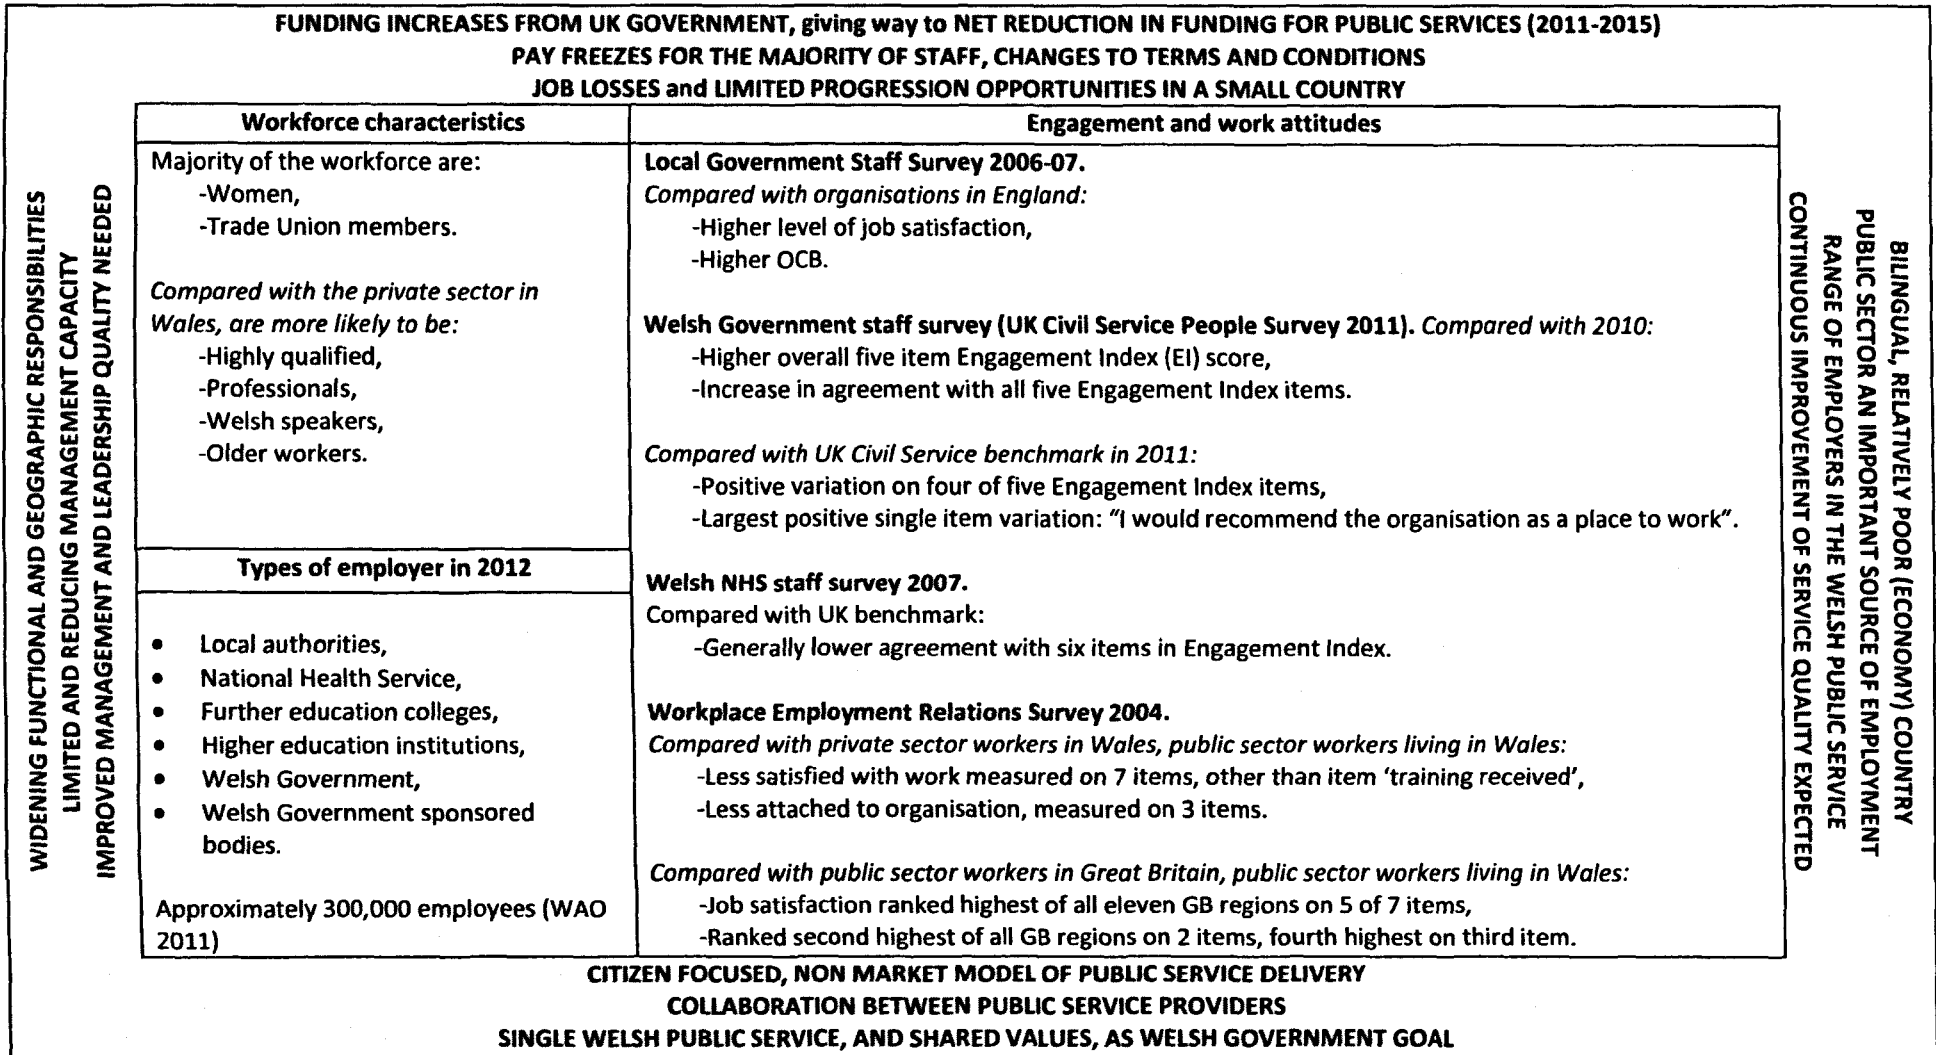 FUNDING INCREASES FROM UK GOVERNMENT, giving way to NET REDUCTION IN FUNDING FOR PUBLIC SERVICES (2011-2015)
PAY FREEZES FOR THE MAJORITY OF STAFF, CHANGES TO TERMS AND CONDITIONS
JOB LOSSES and LIMITED PROGRESSION OPPORTUNITIES IN A SMALL COUNTRY
WIDENING FUNCTIONAL AND GEOGRAPHIC RESPONSIBILITIES
LIMITED AND REDUCING MANAGEMENT CAPACITY
IMPROVED MANAGEMENT AND LEADERSHIP QUALITY NEEDED
Workforce characteristics
Majority of the workforce are:
-Women,
-Trade Union members.
Compared with the private sector in
Wales, are more likely to be:
-Highly qualified,
-Professionals,
-Welsh speakers,
-Older workers.
Types of employer in 2012
• Local authorities,
• National Health Service,
• Further education colleges,
• Higher education institutions,
• Welsh Government,
• Welsh Government sponsored
bodies.
Approximately 300,000 employees (WAO
2011)
Engagement and work attitudes
Local Government Staff Survey 2006-07.
Compared with organisations in England:
-Higher level of job satisfaction,
-Higher OCB.
Welsh Government staff survey (UK Civil Service People Survey 2011). Compared with 2010:
-Higher overall five item Engagement Index (EI) score,
-Increase in agreement with all five Engagement Index items.
Compared with UK Civil Service benchmark in 2011:
-Positive variation on four of five Engagement Index items,
-Largest positive single item variation: "I would recommend the organisation as a place to work".
Welsh NHS staff survey 2007.
Compared with UK benchmark:
-Generally lower agreement with six items in Engagement Index.
Workplace Employment Relations Survey 2004.
Compared with private sector workers in Wales, public sector workers living in Wales:
-Less satisfied with work measured on 7 items, other than item 'training received',
-Less attached to organisation, measured on 3 items.
Compared with public sector workers in Great Britain, public sector workers living in Wales:
-Job satisfaction ranked highest of all eleven GB regions on 5 of 7 items,
-Ranked second highest of all GB regions on 2 items, fourth highest on third item.
BILINGUAL, RELATIVELY POOR (ECONOMY) COUNTRY
PUBLIC SECTOR AN IMPORTANT SOURCE OF EMPLOYMENT
RANGE OF EMPLOYERS IN THE WELSH PUBLIC SERVICE
CONTINUOUS IMPROVEMENT OF SERVICE QUALITY EXPECTED
CITIZEN FOCUSED, NON MARKET MODEL OF PUBLIC SERVICE DELIVERY
COLLABORATION BETWEEN PUBLIC SERVICE PROVIDERS
SINGLE WELSH PUBLIC SERVICE, AND SHARED VALUES, AS WELSH GOVERNMENT GOAL